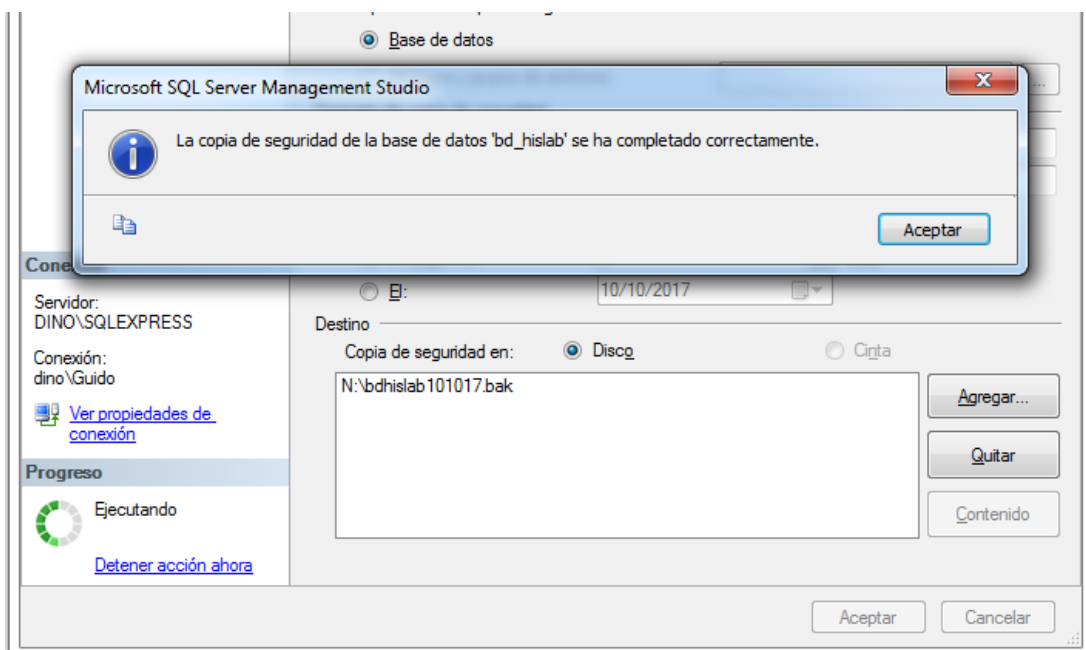 Base de datos
Microsoft SQL Server Management Studio
...
La copia de seguridad de la base de datos 'bd_hislab' se ha completado correctamente.
Aceptar
Servidor:
DINO\SQLEXPRESS
Conexión:
dino\Guido
Ver propiedades de
conexión
Progreso
Ejecutando
Detener acción ahora
El:
10/10/2017
Destino
Copia de seguridad en:
Disco
Cinta
N:\bdhislab101017.bak
Agregar...
Quitar
Contenido
Aceptar
Cancelar